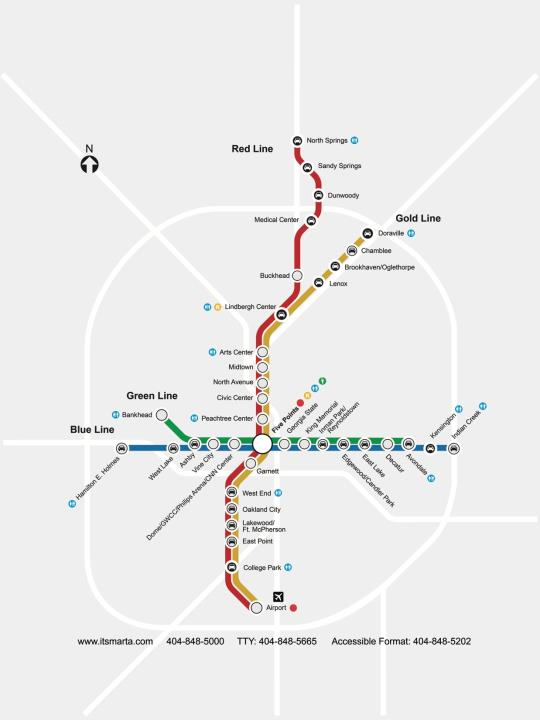 N
Red Line
North Springs
Sandy Springs
Dunwoody
Medical Center
Gold Line
Doraville
Chamblee
Brookhaven/Oglethorpe
Buckhead
Lenox
Lindbergh Center
Arts Center
Midtown
North Avenue
Civic Center
Green Line
Bankhead
Peachtree Center
Blue Line
Five Points
Georgia State
King Memorial
Inman Park/
Reynoldstown
Kensington
Indian Creek
Hamilton E. Holmes
West Lake
Ashby
Vine City
Dome/GWCC/Philips Arena/CNN Center
Garnett
Edgewood/Candler Park
East Lake
Decatur
Avondale
West End
Oakland City
Lakewood/
Ft. McPherson
East Point
College Park
Airport
www.itsmarta.com 404-848-5000 TTY: 404-848-5665 Accessible Format: 404-848-5202